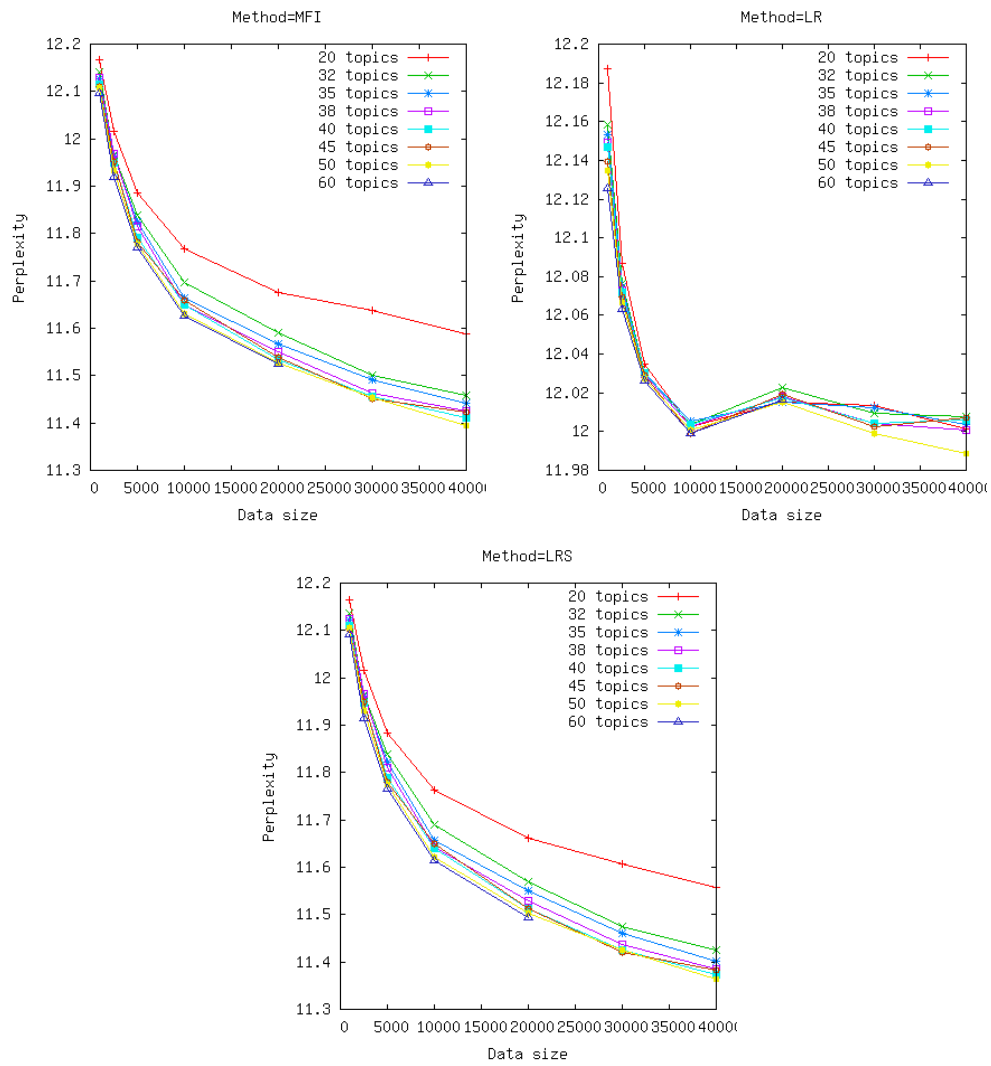 Method=MFI
12.2
12.1
12
11.9
11.8
11.7
11.6
11.5
11.4
11.3
Perplexity
20 topics
32 topics
35 topics
38 topics
40 topics
45 topics
50 topics
60 topics
0 5000 10000 15000 20000 25000 30000 35000 4000
Data size
Method=LR
12.2
12.18
12.16
12.14
12.12
12.1
12.08
12.06
12.04
12.02
12
11.98
Perplexity
20 topics
32 topics
35 topics
38 topics
40 topics
45 topics
50 topics
60 topics
0 5000 10000 15000 20000 25000 30000 35000 4000
Data size
Method=LRS
12.2
12.1
12
11.9
11.8
11.7
11.6
11.5
11.4
11.3
Perplexity
20 topics
32 topics
35 topics
38 topics
40 topics
45 topics
50 topics
60 topics
0 5000 10000 15000 20000 25000 30000 35000 4000
Data size